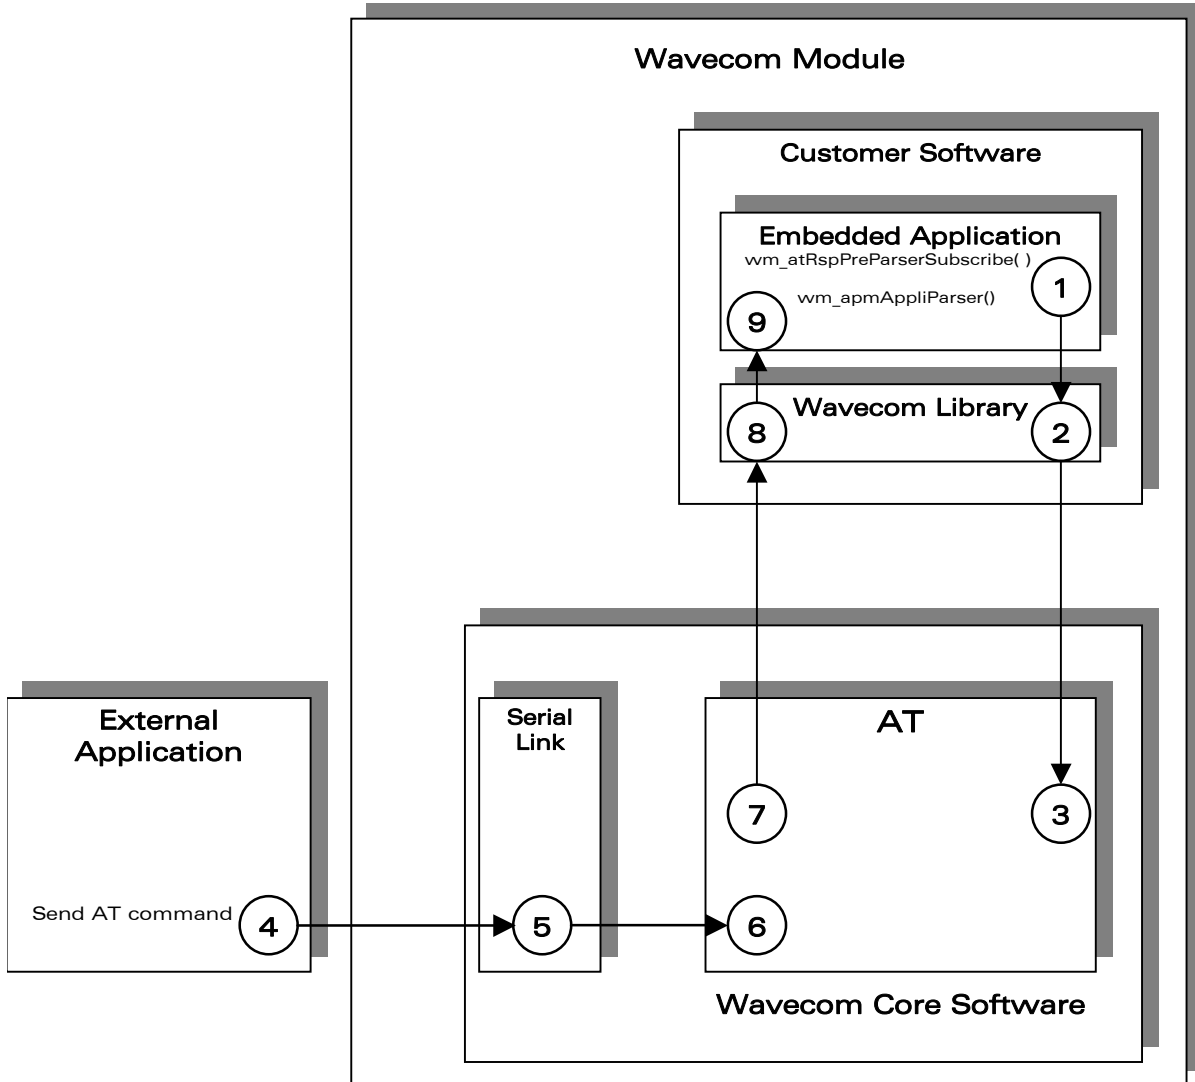 Wavecom Module
Customer Software
Embedded Application
wm_atRspPreParserSubscribe( )
1
wm_apmAppliParser()
9
Wavecom Library
8
2
External
Application
Serial
Link
AT
7
3
Send AT command
4
5
6
Wavecom Core Software